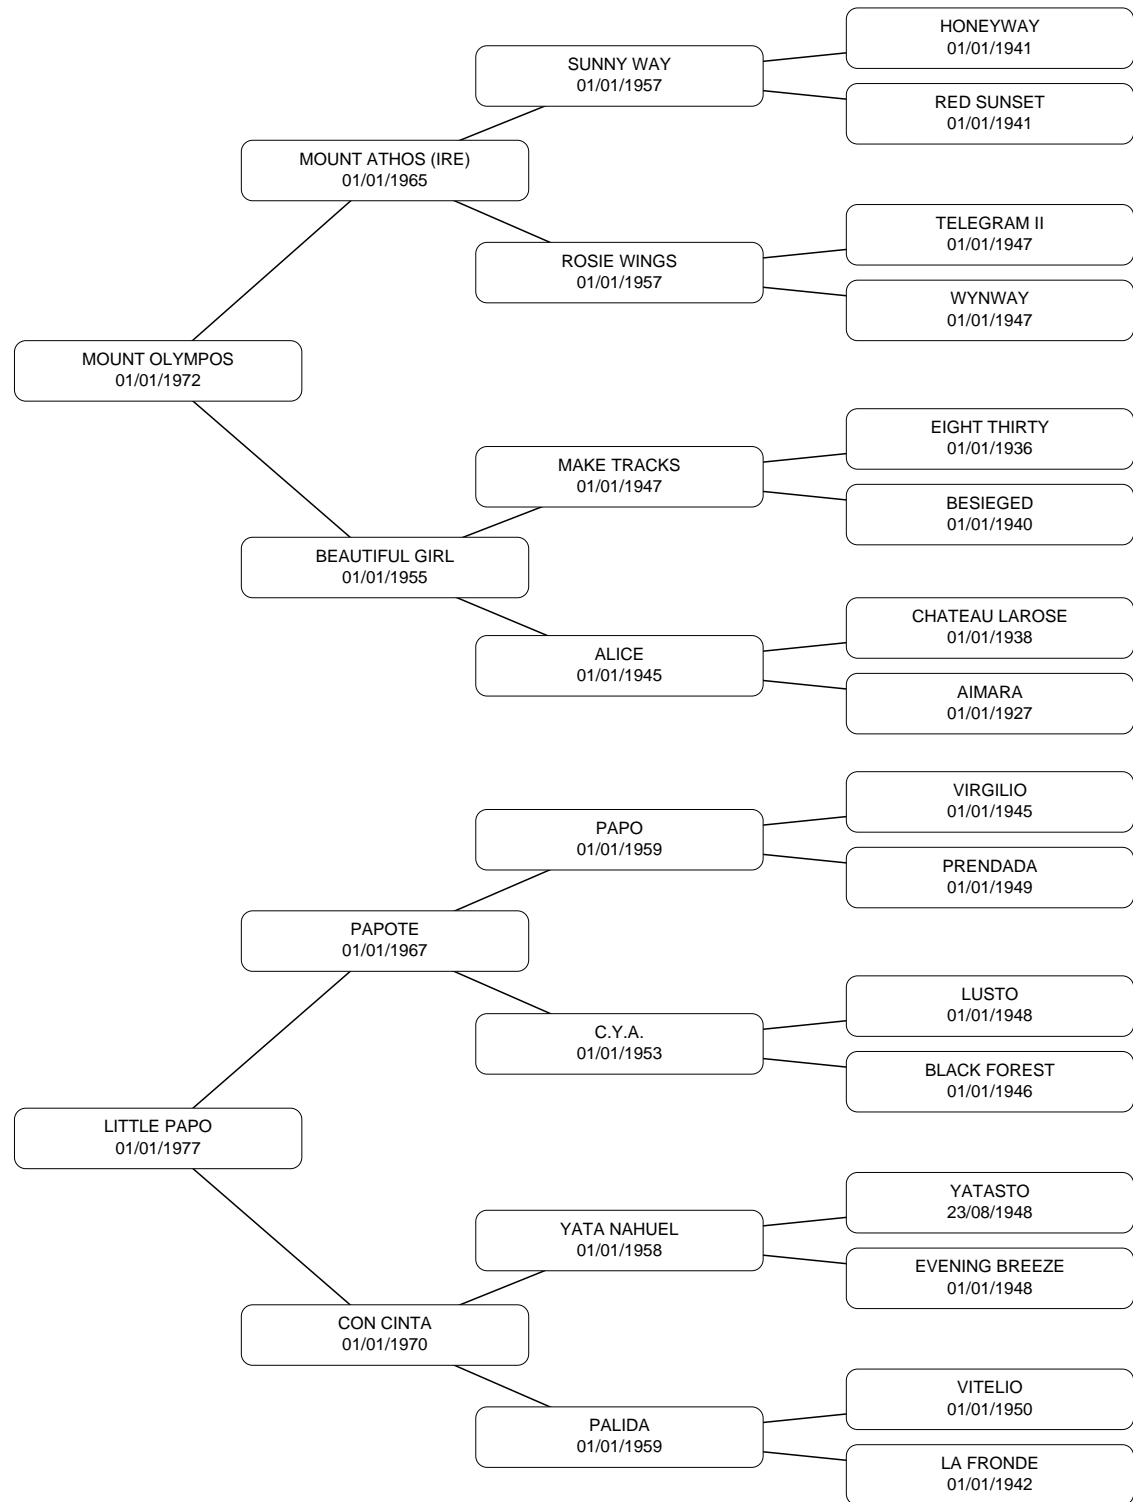 HONEYWAY
01/01/1941
SUNNY WAY
01/01/1957
RED SUNSET
01/01/1941
MOUNT ATHOS (IRE)
01/01/1965
TELEGRAM II
01/01/1947
ROSIE WINGS
01/01/1957
WYNWAY
01/01/1947
MOUNT OLYMPOS
01/01/1972
EIGHT THIRTY
01/01/1936
MAKE TRACKS
01/01/1947
BESIEGED
01/01/1940
BEAUTIFUL GIRL
01/01/1955
CHATEAU LAROSE
01/01/1938
ALICE
01/01/1945
AIMARA
01/01/1927
VIRGILIO
01/01/1945
PAPO
01/01/1959
PRENDADA
01/01/1949
PAPOTE
01/01/1967
LUSTO
01/01/1948
C.Y.A.
01/01/1953
BLACK FOREST
01/01/1946
LITTLE PAPO
01/01/1977
YATASTO
23/08/1948
YATA NAHUEL
01/01/1958
EVENING BREEZE
01/01/1948
CON CINTA
01/01/1970
VITELIO
01/01/1950
PALIDA
01/01/1959
LA FRONDE
01/01/1942